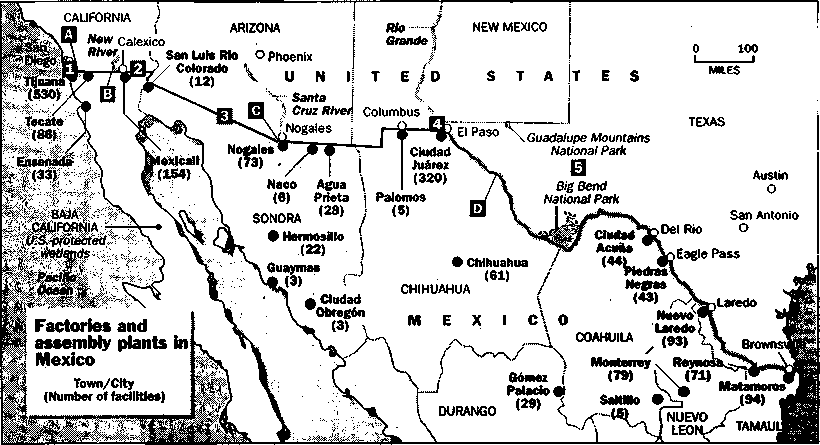 CALIFORNIA
ARIZONA
NEW MEXICO
TEXAS
UNITED STATES
MEXICO
0 100
MILES
A
San
Diego
New
River
Calexico
1
2
B
Tijuana
(530)
Tecate
(86)
Ensenada
(33)
Mexicali
(154)
San Luis Rio
Colorado
(12)
Phoenix
3
Santa
Cruz River
C
Nogales
Nogales
(73)
Naco
(6)
Agua
Prieta
(28)
Rio
Grande
Columbus
Palomos
(5)
4
El Paso
Ciudad
Juárez
(320)
Guadalupe Mountains
National Park
5
Big Bend
National Park
D
Austin
San Antonio
Del Rio
Ciudad
Acuña
(44)
Eagle Pass
Piedras
Negras
(43)
Laredo
Nuevo
Laredo
(93)
Reynosa
(71)
Brownsv
Matamoros
(94)
BAJA
CALIFORNIA
U.S.-protected
wetlands
Pacific
Ocean
SONORA
Hermosillo
(22)
Guaymas
(3)
Ciudad
Obregón
(3)
CHIHUAHUA
Chihuahua
(61)
COAHUILA
Monterrey
(79)
Saltillo
(5)
Gómez
Palacio
(29)
DURANGO
NUEVO
LEON
TAMAUL
Factories and
assembly plants in
Mexico
Town/City
(Number of facilities)